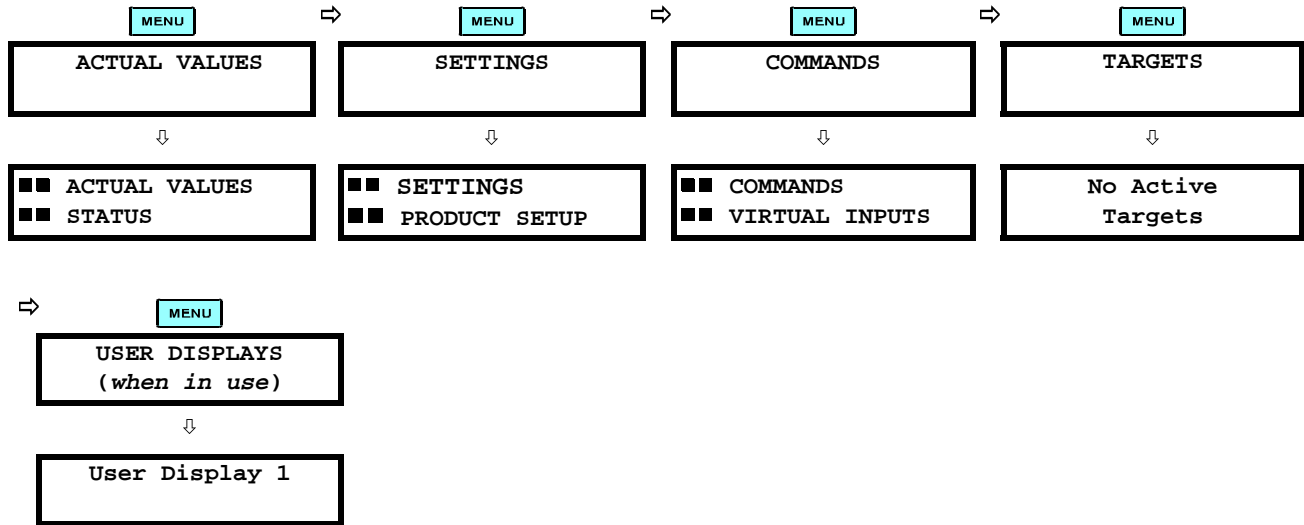 MENU
MENU
MENU
MENU
ACTUAL VALUES
SETTINGS
COMMANDS
TARGETS
ACTUAL VALUES
STATUS
SETTINGS
PRODUCT SETUP
COMMANDS
VIRTUAL INPUTS
No Active
Targets
MENU
USER DISPLAYS
(when in use)
User Display 1